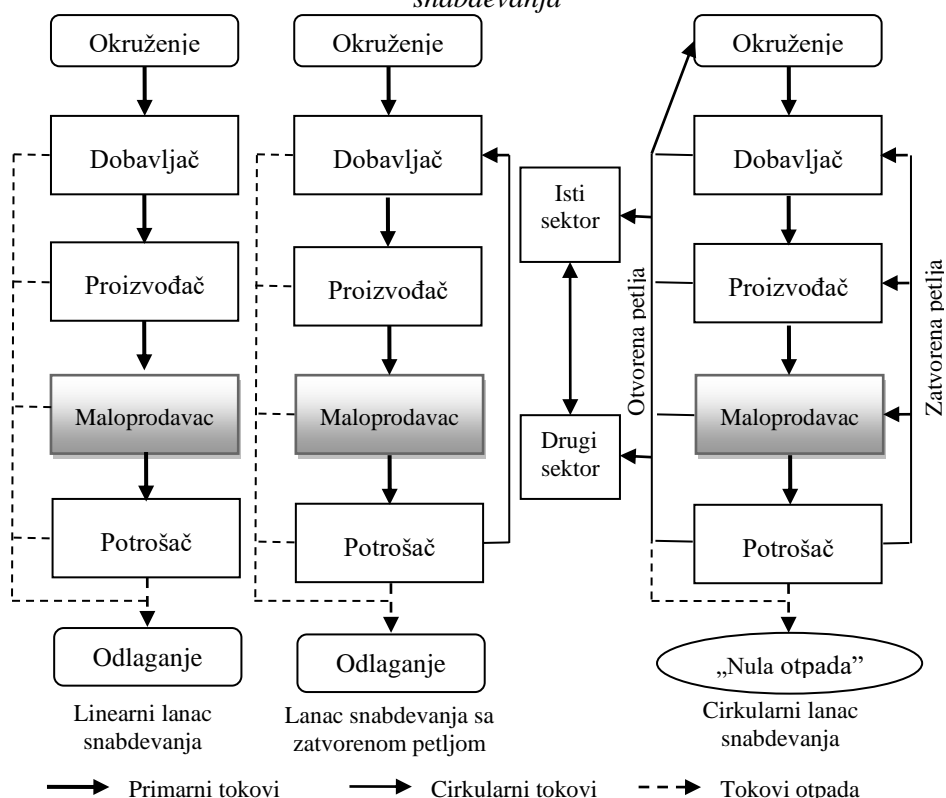 snabdevanja
Okruženje
Dobavljač
Proizvođač
Maloprodavac
Potrošač
Odlaganje
Linearni lanac
snabdevanja
Okruženje
Dobavljač
Proizvođač
Maloprodavac
Potrošač
Odlaganje
Lanac snabdevanja sa
zatvorenom petljom
Isti
sektor
Drugi
sektor
Otvorena petlja
Okruženje
Dobavljač
Proizvođač
Maloprodavac
Potrošač
„Nula otpada”
Zatvorena petlja
Cirkularni lanac
snabdevanja
Primarni tokovi
Cirkularni tokovi
Tokovi otpada